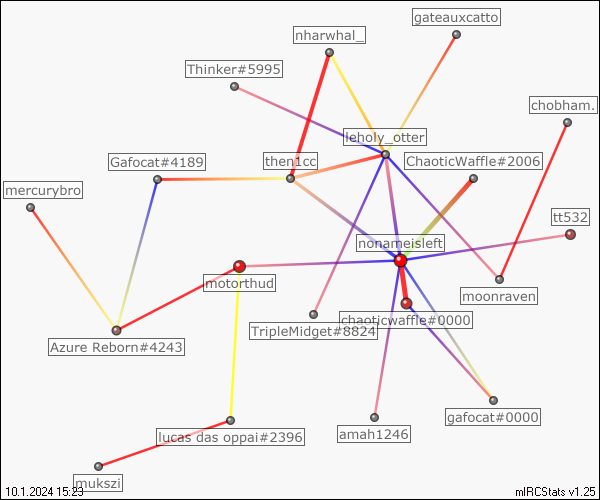 gateauxcatto
nharwhal_
Thinker#5995
chobham.
leholy_otter
Gafocat#4189
then1cc
ChaoticWaffle#2006
mercurybro
tt532
nonameisleft
motorthud
moonraven
chaoticwaffle#0000
TripleMidget#8824
Azure Reborn#4243
gafocat#0000
lucas das oppai#2396
amah1246
mukszi
10.1.2024 15:23
mIRCStats v1.25